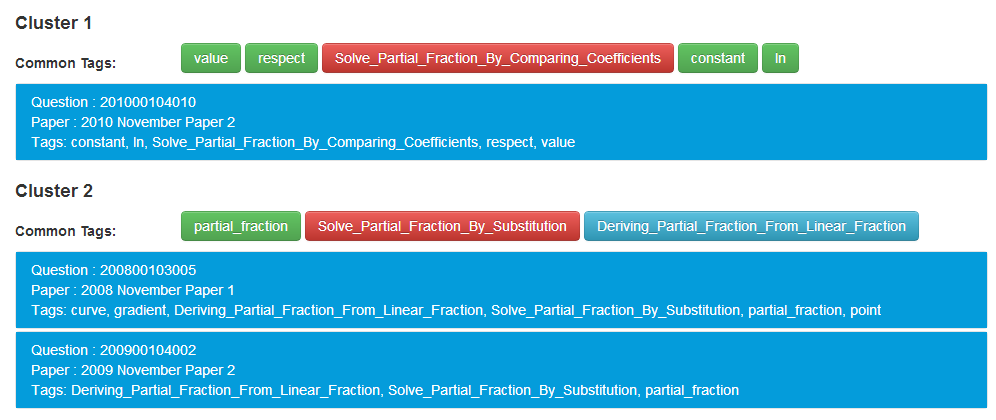 Cluster 1
Common Tags: value respect Solve_Partial_Fraction_By_Comparing_Coefficients constant ln
Question : 201000104010
Paper : 2010 November Paper 2
Tags: constant, ln, Solve_Partial_Fraction_By_Comparing_Coefficients, respect, value
Cluster 2
Common Tags: partial_fraction Solve_Partial_Fraction_By_Substitution Deriving_Partial_Fraction_From_Linear_Fraction
Question : 200800103005
Paper : 2008 November Paper 1
Tags: curve, gradient, Deriving_Partial_Fraction_From_Linear_Fraction, Solve_Partial_Fraction_By_Substitution, partial_fraction, point
Question : 200900104002
Paper : 2009 November Paper 2
Tags: Deriving_Partial_Fraction_From_Linear_Fraction, Solve_Partial_Fraction_By_Substitution, partial_fraction